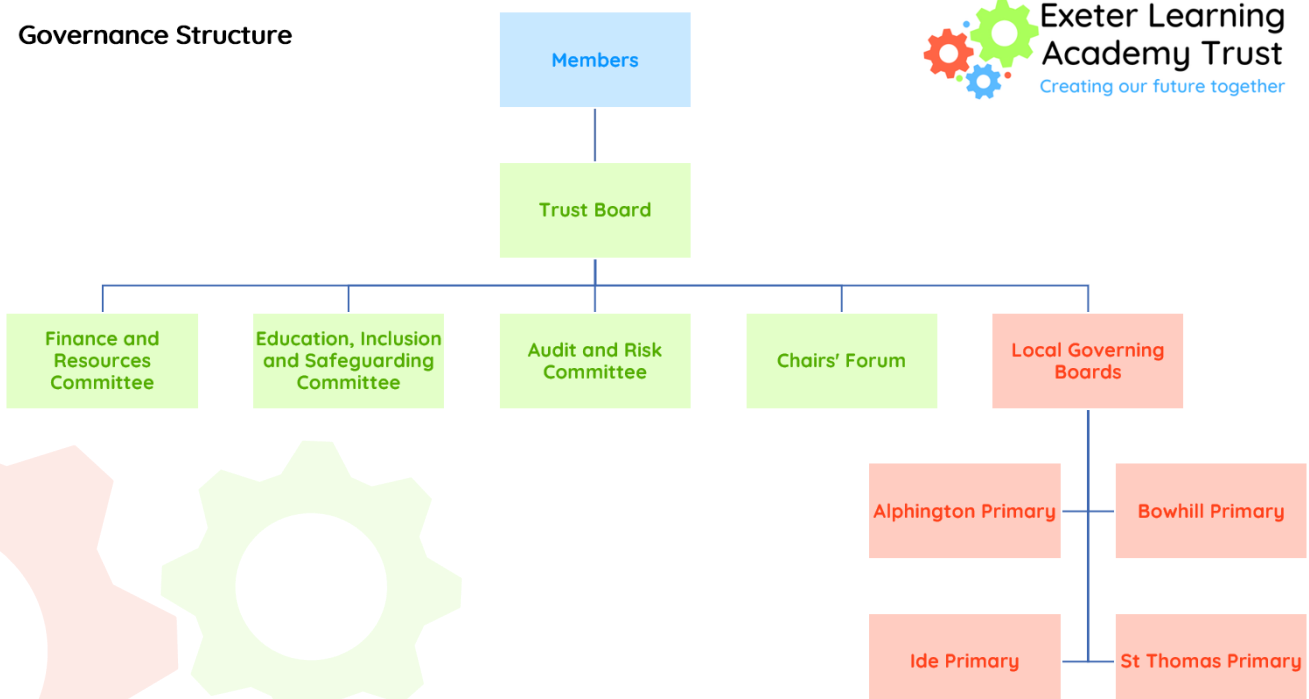 Governance Structure
Exeter Learning
Academy Trust
Creating our future together
Members
Trust Board
Finance and
Resources
Committee
Education, Inclusion
and Safeguarding
Committee
Audit and Risk
Committee
Chairs' Forum
Local Governing
Boards
Alphington Primary
Bowhill Primary
Ide Primary
St Thomas Primary